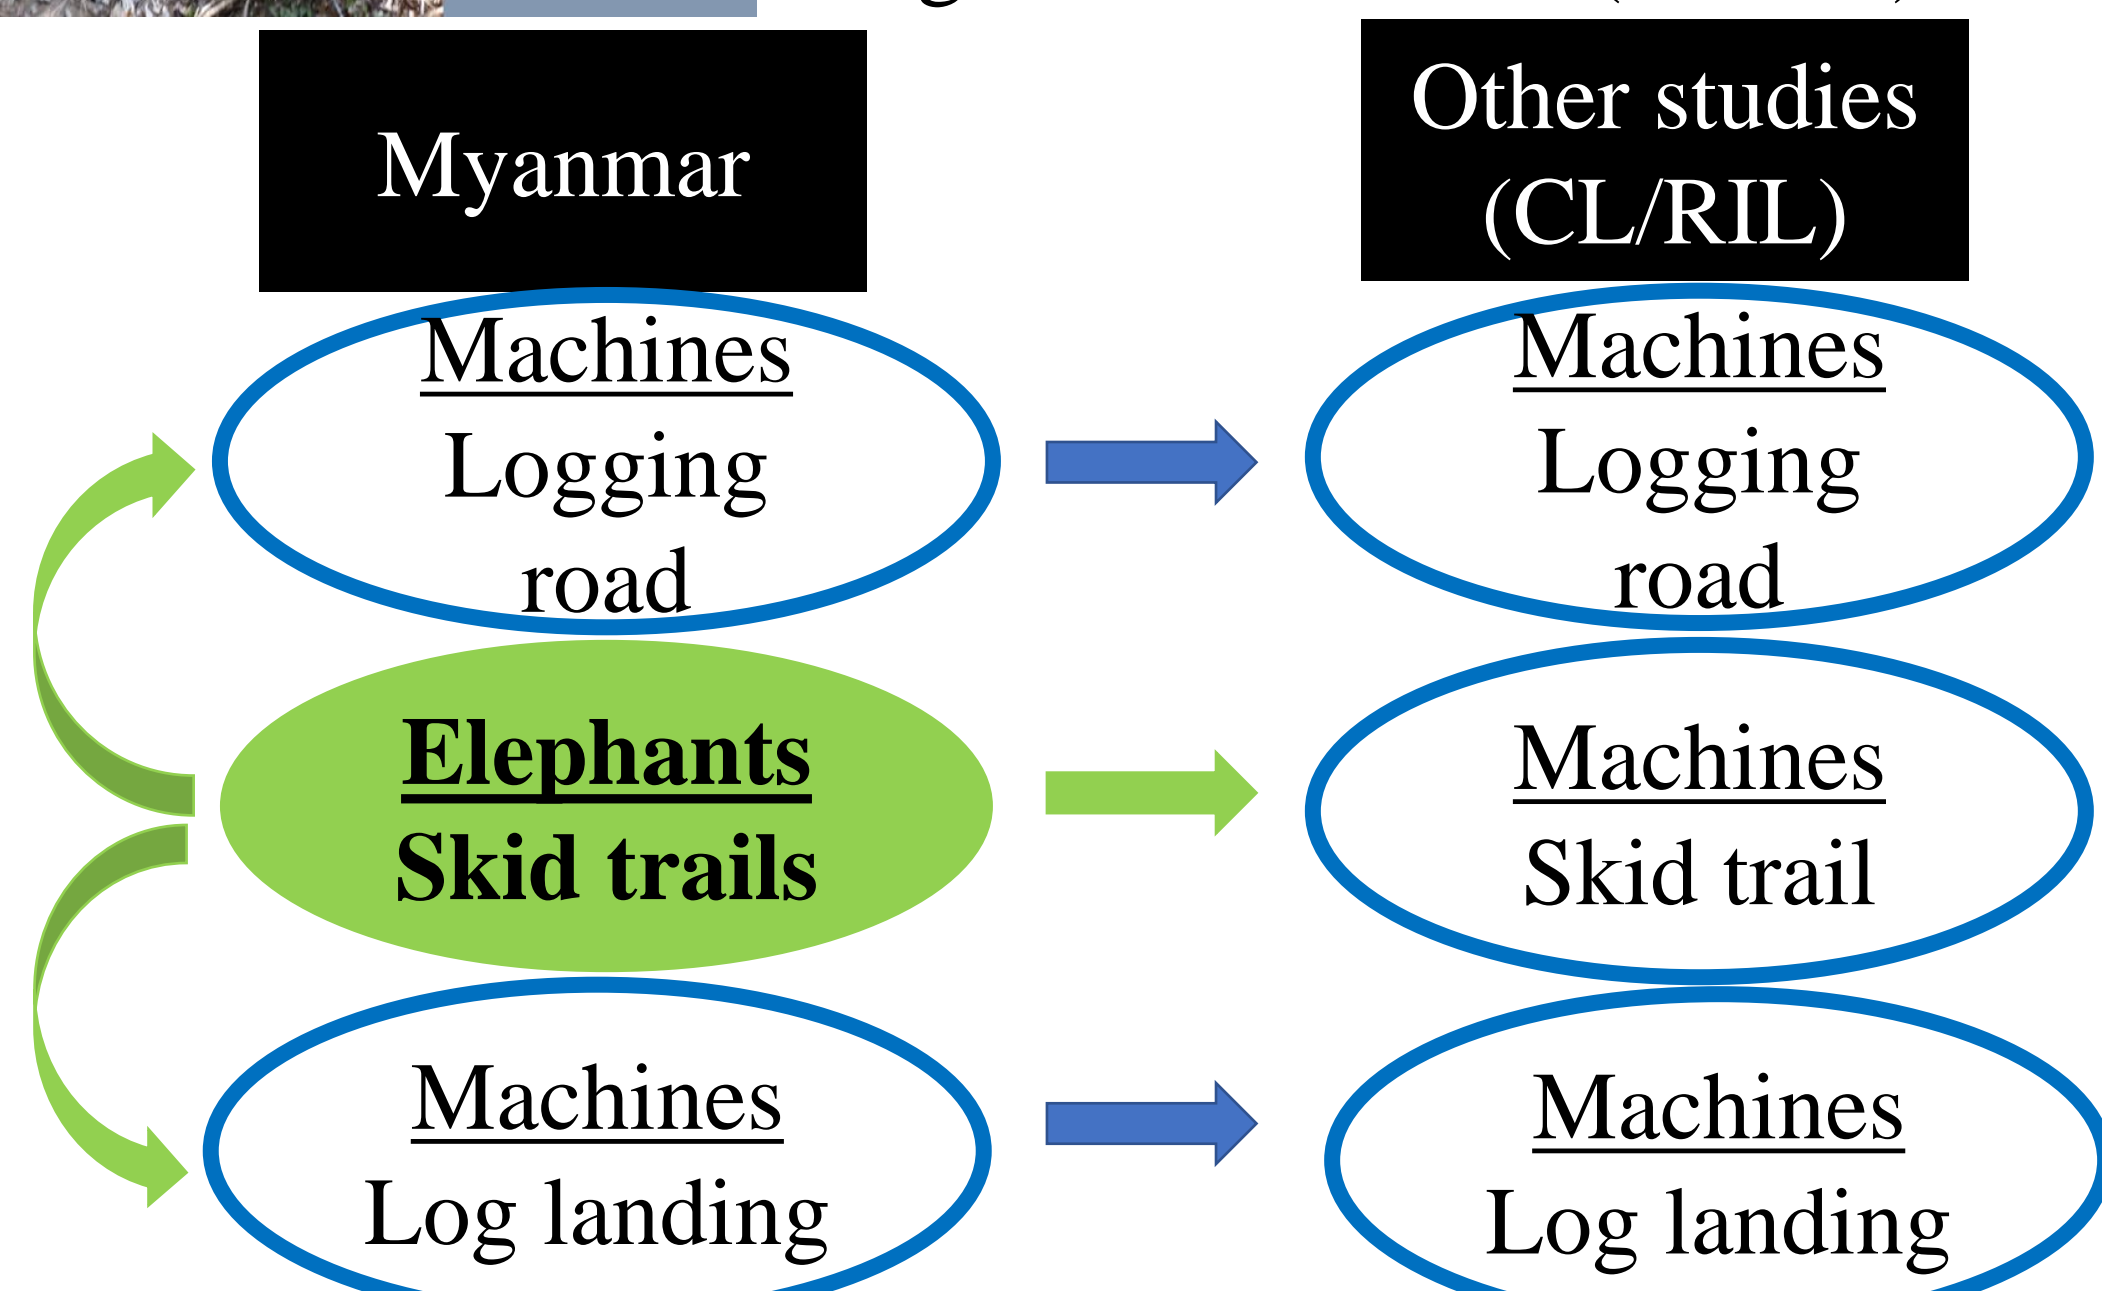 Myanmar
Other studies
(CL/RIL)
Machines
Logging
road
Machines
Logging
road
Elephants
Skid trails
Machines
Skid trail
Machines
Log landing
Machines
Log landing